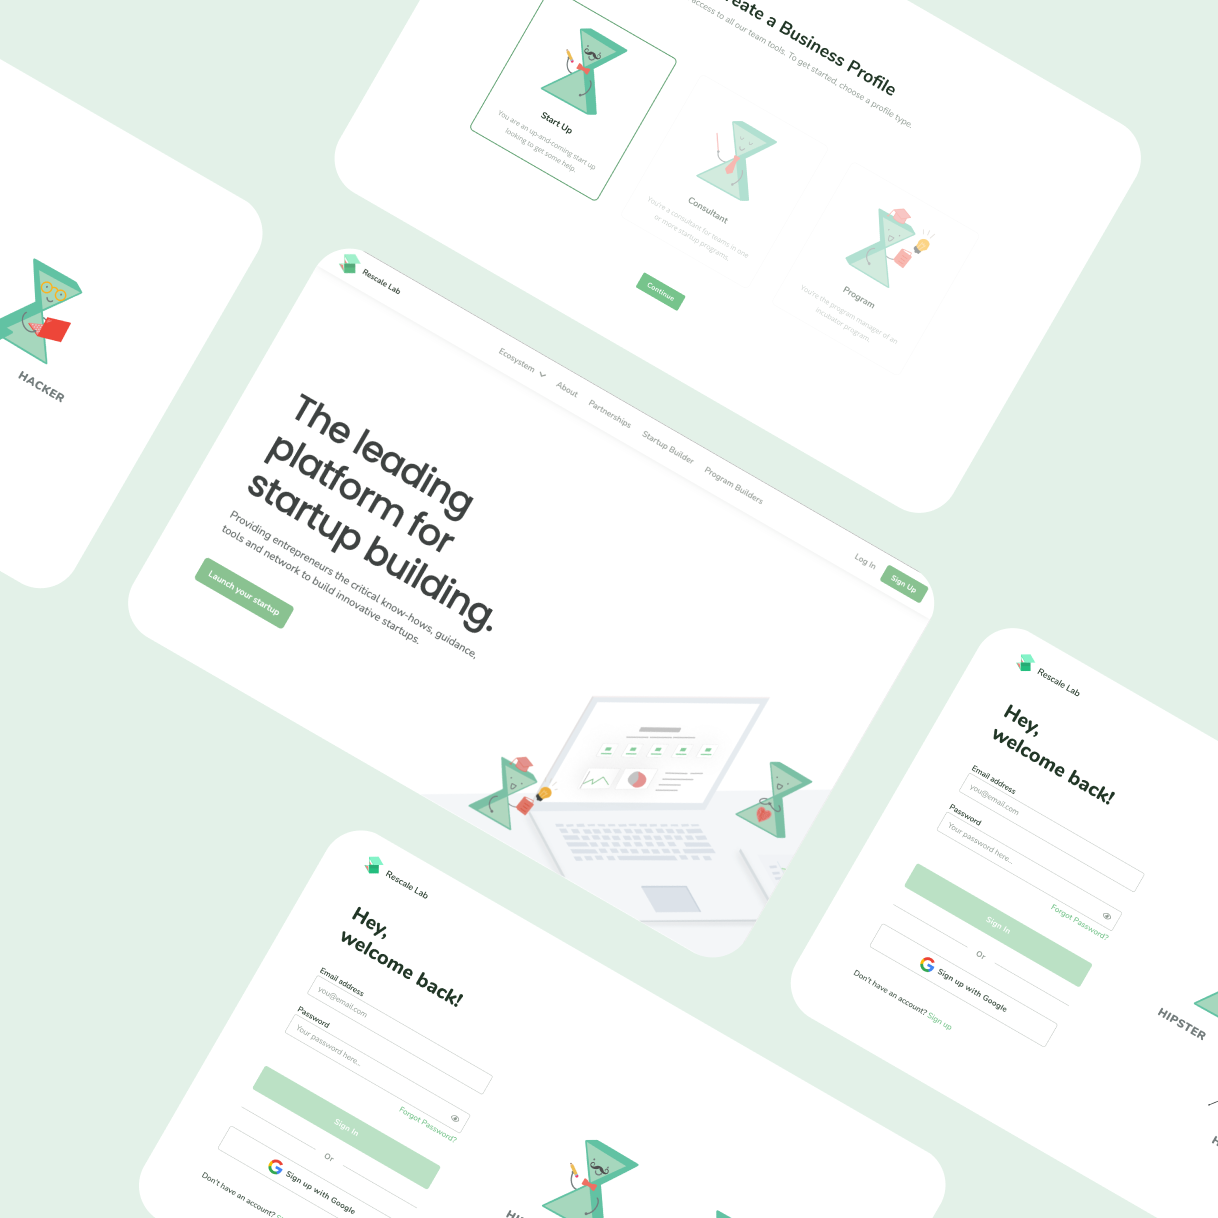 Create a Business Profile
access to all our team tools. To get started, choose a profile type.
Start Up
You are an up-and-coming start up
looking to get some help.
Consultant
You're a consultant for teams in one
or more startup programs.
Program
You're the program manager of an
incubator program.
Continue
HACKER
Rescale Lab
Ecosystem
About
Partnerships
Startup Builder
Program Builders
Log In
Sign Up
The leading
platform for
startup building.
Providing entrepreneurs the critical know-hows, guidance,
tools and network to build innovative startups.
Launch your startup
Rescale Lab
Hey,
welcome back!
Email address
you@email.com
Password
Your password here...
Forgot Password?
Sign In
Or
Sign up with Google
Don't have an account? Sign up
HIPSTER
Rescale Lab
Hey,
welcome back!
Email address
you@email.com
Password
Your password here...
Forgot Password?
Sign In
Or
Sign up with Google
Don't have an account?